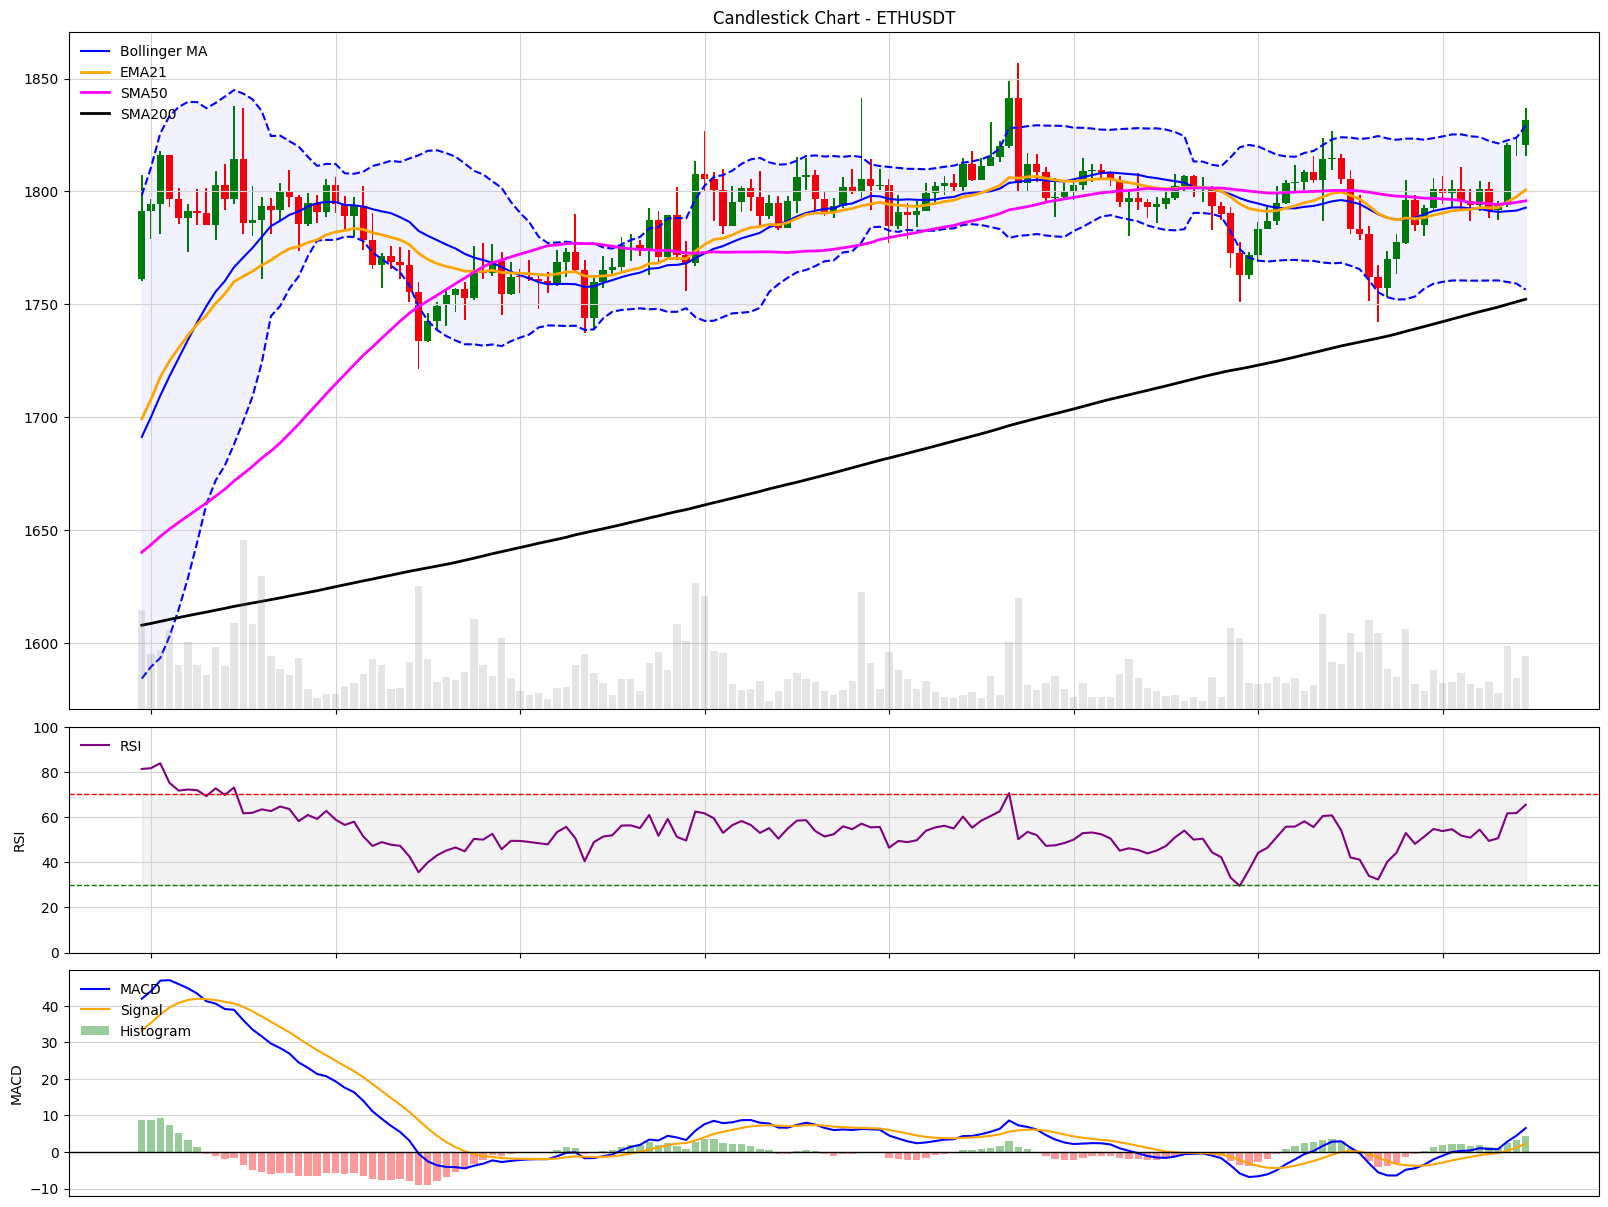 Candlestick Chart - ETHUSDT
Bollinger MA
EMA21
SMA50
SMA200
1850
1800
1750
1700
1650
1600
RSI
100
80
60
40
20
0
RSI
MACD
Signal
Histogram
40
30
20
10
0
−10
MACD